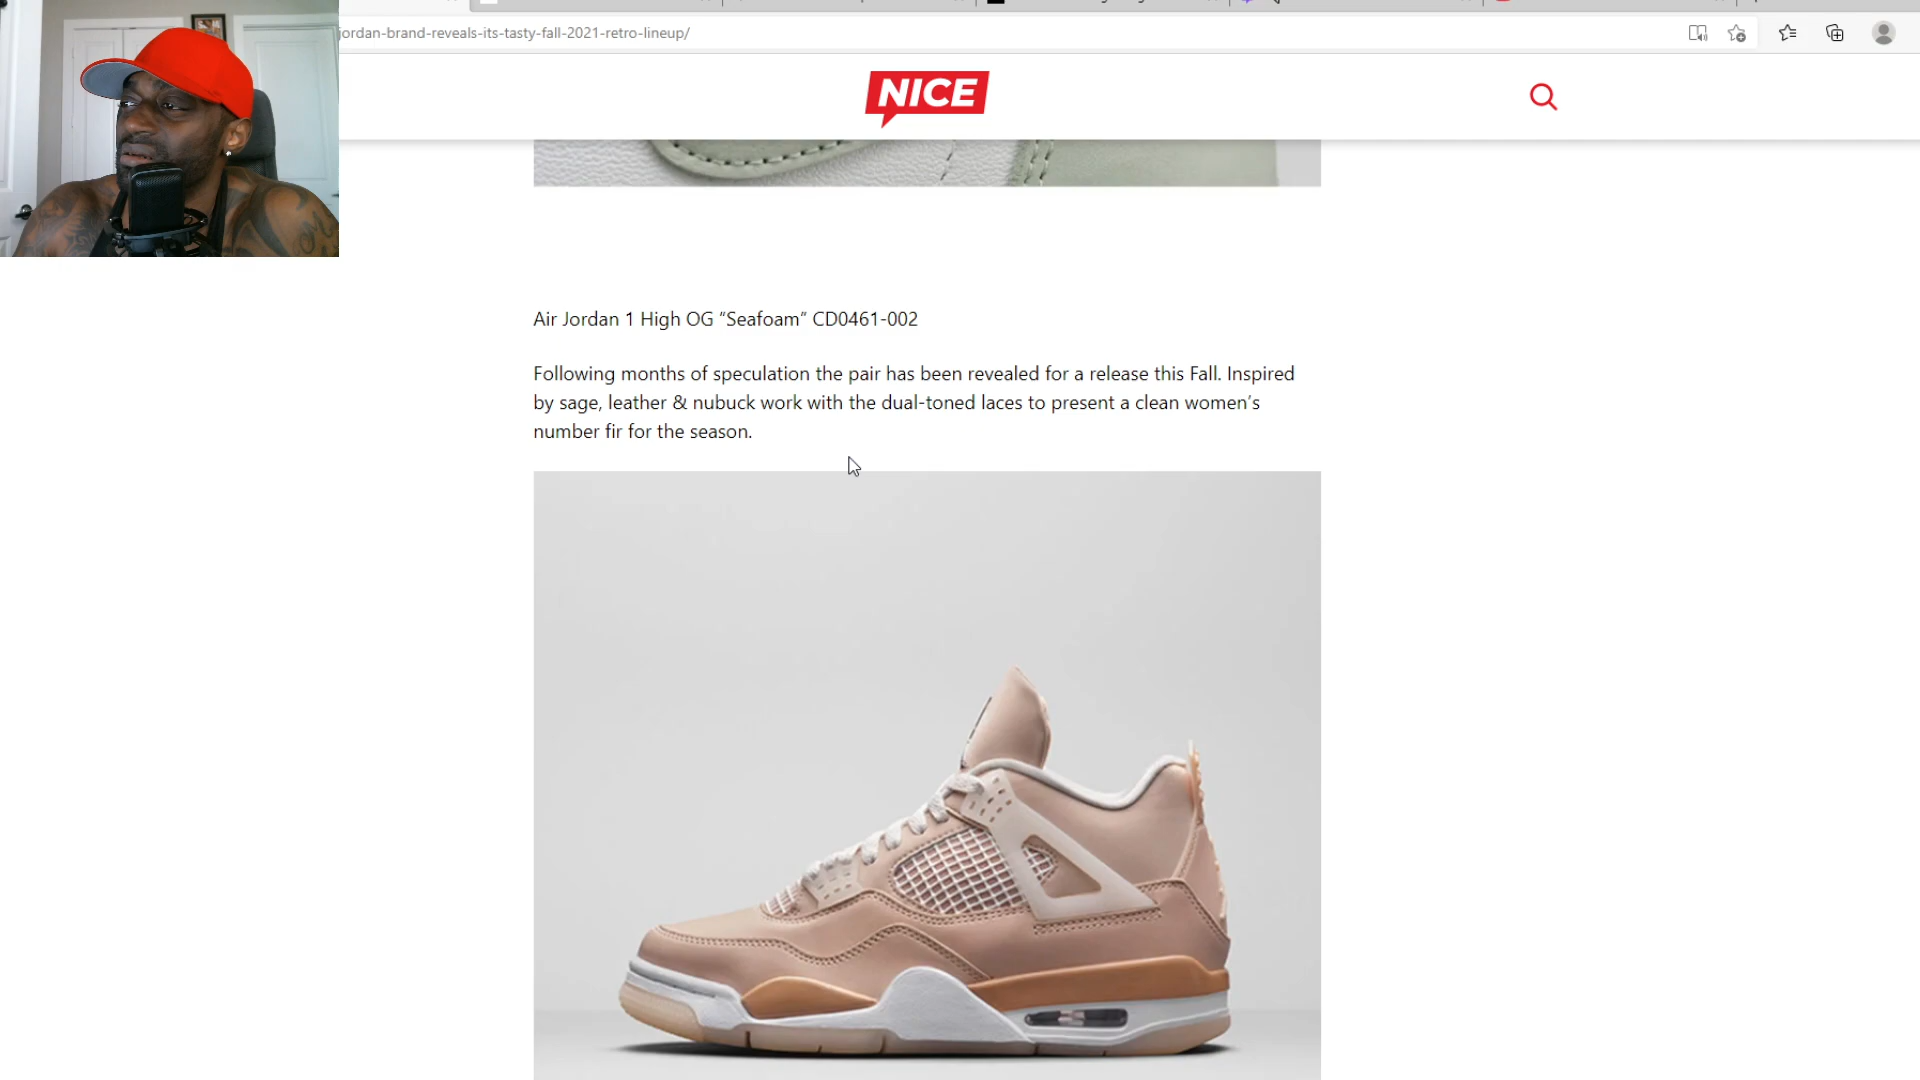 jordan-brand-reveals-its-tasty-fall-2021-retro-lineup/
NICE
Air Jordan 1 High OG “Seafoam” CD0461-002
Following months of speculation the pair has been revealed for a release this Fall. Inspired
by sage, leather & nubuck work with the dual-toned laces to present a clean women’s
number fir for the season.